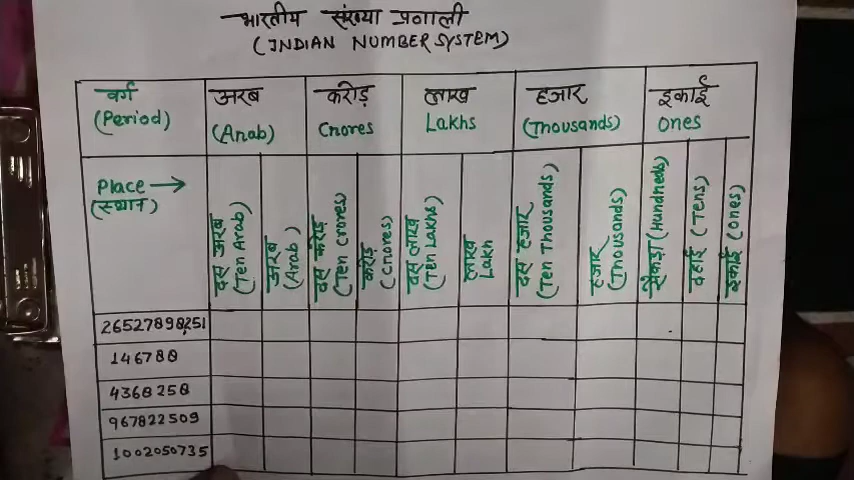 भारतीय संख्या प्रणाली
(INDIAN NUMBER SYSTEM)
वर्ग
(Period)
अरब
(Arab)
करोड़
Crores
लाख
Lakhs
हजार
(Thousands)
इकाई
Ones
Place →
(स्थान)
दस अरब
(Ten Arab)
अरब
(Arab)
दस करोड़
(Ten Crores)
करोड़
(Crores)
दस लाख
(Ten Lakhs)
लाख
Lakh
दस हजार
(Ten Thousands)
हजार
(Thousands)
सैकड़ा (Hundreds)
दहाई (Tens)
इकाई (Ones)
26527898251
146788
4368258
967822509
1002050735